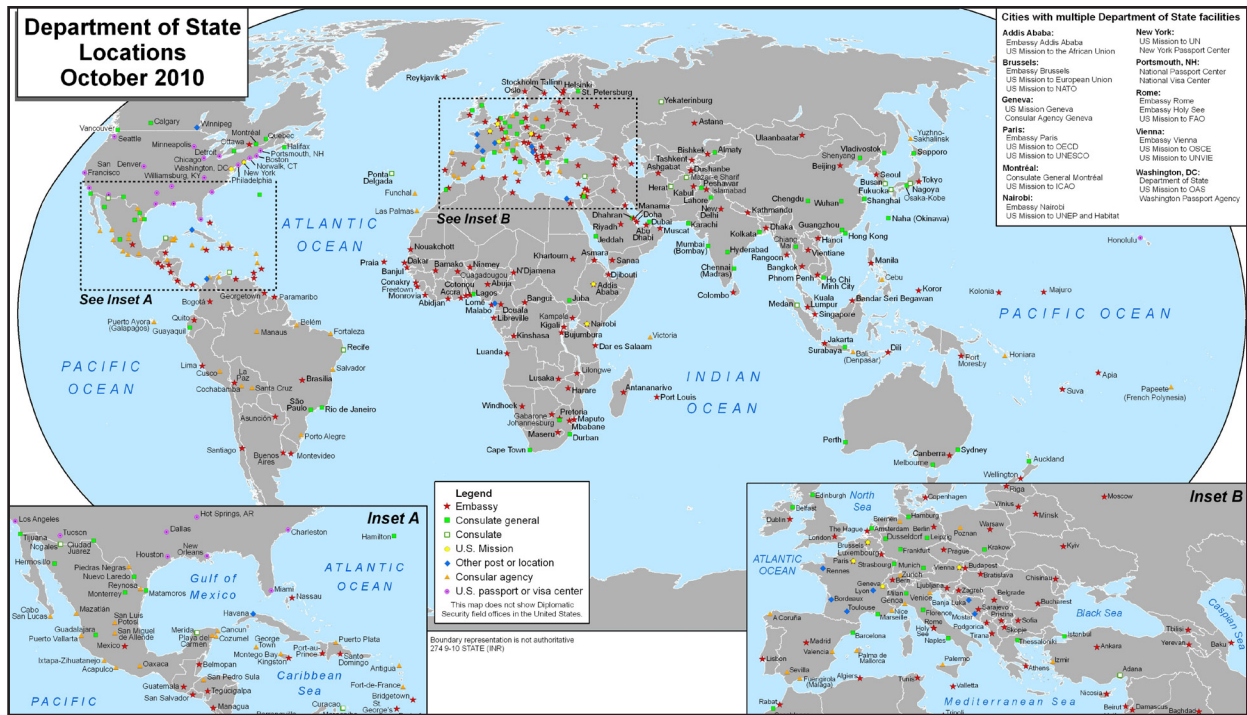 Department of State
Locations
October 2010
Cities with multiple Department of State facilities
Addis Ababa:
Embassy Addis Ababa
US Mission to the African Union
Brussels:
Embassy Brussels
US Mission to European Union
US Mission to NATO
Geneva:
US Mission Geneva
Consular Agency Geneva
Paris:
Embassy Paris
US Mission to OECD
US Mission to UNESCO
Montréal:
Consulate General Montréal
US Mission to ICAO
Nairobi:
Embassy Nairobi
US Mission to UNEP and Habitat
New York:
US Mission to UN
New York Passport Center
Portsmouth, NH:
National Passport Center
National Visa Center
Rome:
Embassy Rome
Embassy Holy See
US Mission to FAO
Vienna:
Embassy Vienna
US Mission to OSCE
US Mission to UNVIE
Washington, DC:
Department of State
US Mission to OAS
Washington Passport Agency
Reykjavik
Stockholm
Tallinn
Helsinki
Oslo
St. Petersburg
Yekaterinburg
Astana
Ulaanbaatar
Yuzhno-
Sakhalinsk
Vancouver
Calgary
Winnipeg
Seattle
Montréal
Ottawa
Quebec
Halifax
Minneapolis
Detroit
Chicago
Portsmouth, NH
Boston
Norwalk, CT
New York
Philadelphia
San
Francisco
Denver
Washington, DC
Williamsburg, KY
Ponta
Delgada
Funchal
Las Palmas
ATLANTIC
OCEAN
See Inset B
See Inset A
Bishkek
Almaty
Tashkent
Ashgabat
Dushanbe
Mazar-e Sharif
Herat
Kabul
Peshawar
Islamabad
Lahore
New
Delhi
Kathmandu
Karachi
Dhahran
Manama
Doha
Riyadh
Abu
Dhabi
Dubai
Muscat
Jeddah
Mumbai
(Bombay)
Hyderabad
Chennai
(Madras)
Kolkata
Dhaka
Rangoon
Colombo
Vladivostok
Shenyang
Beijing
Sapporo
Seoul
Busan
Fukuoka
Tokyo
Nagoya
Osaka-Kobe
Shanghai
Chengdu
Wuhan
Naha (Okinawa)
Guangzhou
Hong Kong
Hanoi
Chiang
Mai
Vientiane
Bangkok
Phnom Penh
Ho Chi
Minh City
Manila
Cebu
Medan
Kuala
Lumpur
Singapore
Bandar Seri Begawan
Koror
Kolonia
Majuro
Honolulu
PACIFIC OCEAN
Jakarta
Surabaya
Bali
(Denpasar)
Dili
Port
Moresby
Honiara
Apia
Suva
Papeete
(French Polynesia)
Perth
Canberra
Sydney
Melbourne
Auckland
Wellington
Nouakchott
Praia
Dakar
Banjul
Bamako
Niamey
Ouagadougou
N'Djamena
Khartoum
Asmara
Sanaa
Djibouti
Conakry
Freetown
Monrovia
Abidjan
Accra
Cotonou
Lomé
Lagos
Abuja
Malabo
Douala
Libreville
Bangui
Juba
Addis
Ababa
Kampala
Kigali
Nairobi
Bujumbura
Kinshasa
Victoria
Dar es Salaam
Luanda
Lusaka
Lilongwe
Harare
Antananarivo
Port Louis
Windhoek
Gabarone
Pretoria
Johannesburg
Maputo
Mbabane
Maseru
Durban
Cape Town
INDIAN
OCEAN
Georgetown
Paramaribo
Bogotá
Quito
Puerto Ayora
(Galapagos)
Guayaquil
Manaus
Belém
Fortaleza
Recife
Salvador
Lima
Cusco
La
Paz
Cochabamba
Santa Cruz
Brasília
São
Paulo
Rio de Janeiro
Asunción
Porto Alegre
Santiago
Buenos
Aires
Montevideo
PACIFIC
OCEAN
Legend
Embassy
Consulate general
Consulate
U.S. Mission
Other post or location
Consular agency
U.S. passport or visa center
This map does not show Diplomatic
Security field offices in the United States.
Boundary representation is not authoritative
274 9-10 STATE (INR)
Inset A
Los Angeles
Hot Springs, AR
Tijuana
Tucson
Dallas
Charleston
Nogales
Ciudad
Juarez
Hamilton
Houston
New
Orleans
Hermosillo
Piedras Negras
Nuevo Laredo
Reynosa
Monterrey
Matamoros
Gulf of
Mexico
ATLANTIC
OCEAN
Miami
Nassau
Havana
Cabo
San Lucas
Mazatlan
San Luis
Potosi
Guadalajara
San Miguel
de Allende
Puerto Vallarta
Mexico
Merida
Playa del
Carmen
Cancun
Cozumel
George
Town
Montego Bay
Kingston
Port-au-
Prince
Puerto Plata
Santo
Domingo
Ixtapa-Zihuatanejo
Acapulco
Oaxaca
Belmopan
San Pedro Sula
Guatemala
Tegucigalpa
San Salvador
Managua
Caribbean
Sea
Antigua
Fort-de-France
Bridgetown
St.
George's
Curacao
PACIFIC
Inset B
Edinburgh
North
Sea
Copenhagen
Riga
Moscow
Belfast
Dublin
Hamburg
Bremen
Vilnius
Minsk
The Hague
Amsterdam
Berlin
Poznan
Warsaw
London
Dusseldorf
Leipzig
Brussels
Luxembourg
Frankfurt
Prague
Krakow
Kyiv
ATLANTIC
OCEAN
Paris
Rennes
Strasbourg
Munich
Vienna
Budapest
Bratislava
Zurich
Bern
Geneva
Ljubljana
Zagreb
Chisinau
Lyon
Milan
Venice
Banja Luka
Belgrade
Bucharest
Bordeaux
Genoa
Sarajevo
Mostar
Toulouse
Nice
Marseille
Florence
Pristina
Sofia
Podgorica
Skopje
Black Sea
Caspian Sea
A Coruña
Barcelona
Rome
Holy
See
Naples
Tirana
Thessaloniki
Istanbul
Tbilisi
Yerevan
Baku
Madrid
Lisbon
Valencia
Palma de
Mallorca
Ankara
Izmir
Adana
Sevilla
Fuengirola
(Malaga)
Palermo
Athens
Algiers
Tunis
Valletta
Nicosia
Rabat
Mediterranean Sea
Beirut
Damascus
Baghdad